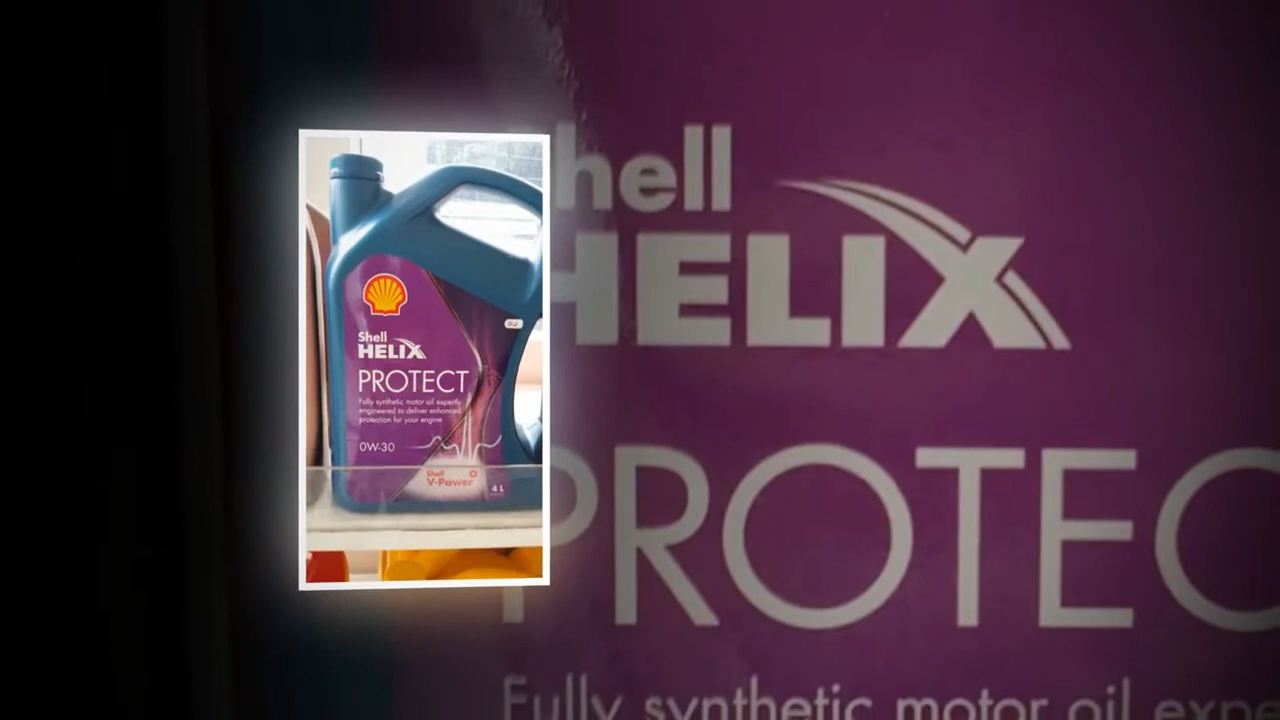 Shell
HELIX
PROTECT
Fully synthetic motor oil expertly
engineered to deliver enhanced
protection for your engine
0W-30
Shell
V-Power
4 L
hell
HELIX
PROTEC
Fully synthetic motor oil expe